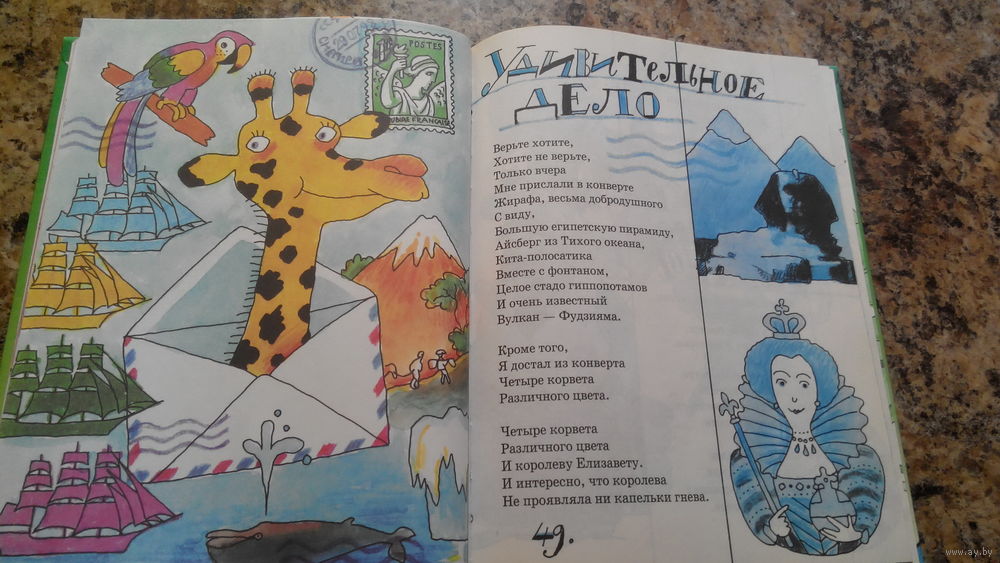 POSTES
УДИВИТЕЛЬНОЕ
ДЕЛО
Верьте хотите,
Хотите не верьте,
Только вчера
Мне прислали в конверте
Жирафа, весьма добродушного
С виду,
Большую египетскую пирамиду,
Айсберг из Тихого океана,
Кита-полосатика
Вместе с фонтаном,
Целое стадо гиппопотамов
И очень известный
Вулкан — Фудзияма.
Кроме того,
Я достал из конверта
Четыре корвета
Различного цвета.
Четыре корвета
Различного цвета
И королеву Елизавету.
И интересно, что королева
Не проявляла ни капельки гнева.
49.
www.ay.by